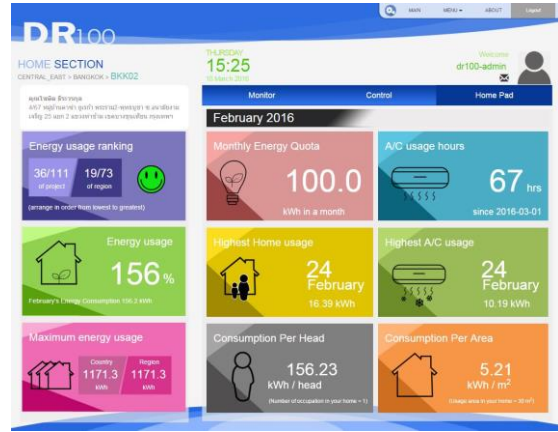 MAIN MENU ABOUT Logout
DR100
HOME SECTION
CENTRAL_EAST > BANGKOK > BKK02
THURSDAY
15:25
10 March 2016
Welcome
dr100-admin
Monitor Control Home Pad
February 2016
Energy usage ranking
36/111 of project
19/73 of region
(arrange in order from lowest to greatest)
Monthly Energy Quota
100.0
kWh in a month
A/C usage hours
67 hrs
since 2016-03-01
Energy usage
156 %
February's Energy Consumption 156.2 kWh
Highest Home usage
24
February
16.39 kWh
Highest A/C usage
24
February
10.19 kWh
Maximum energy usage
Country Region
1171.3 1171.3
kWh kWh
Consumption Per Head
156.23
kWh / head
(Number of occupation in your home = 1)
Consumption Per Area
5.21
kWh / m²
(Usage area in your home = 30 m²)